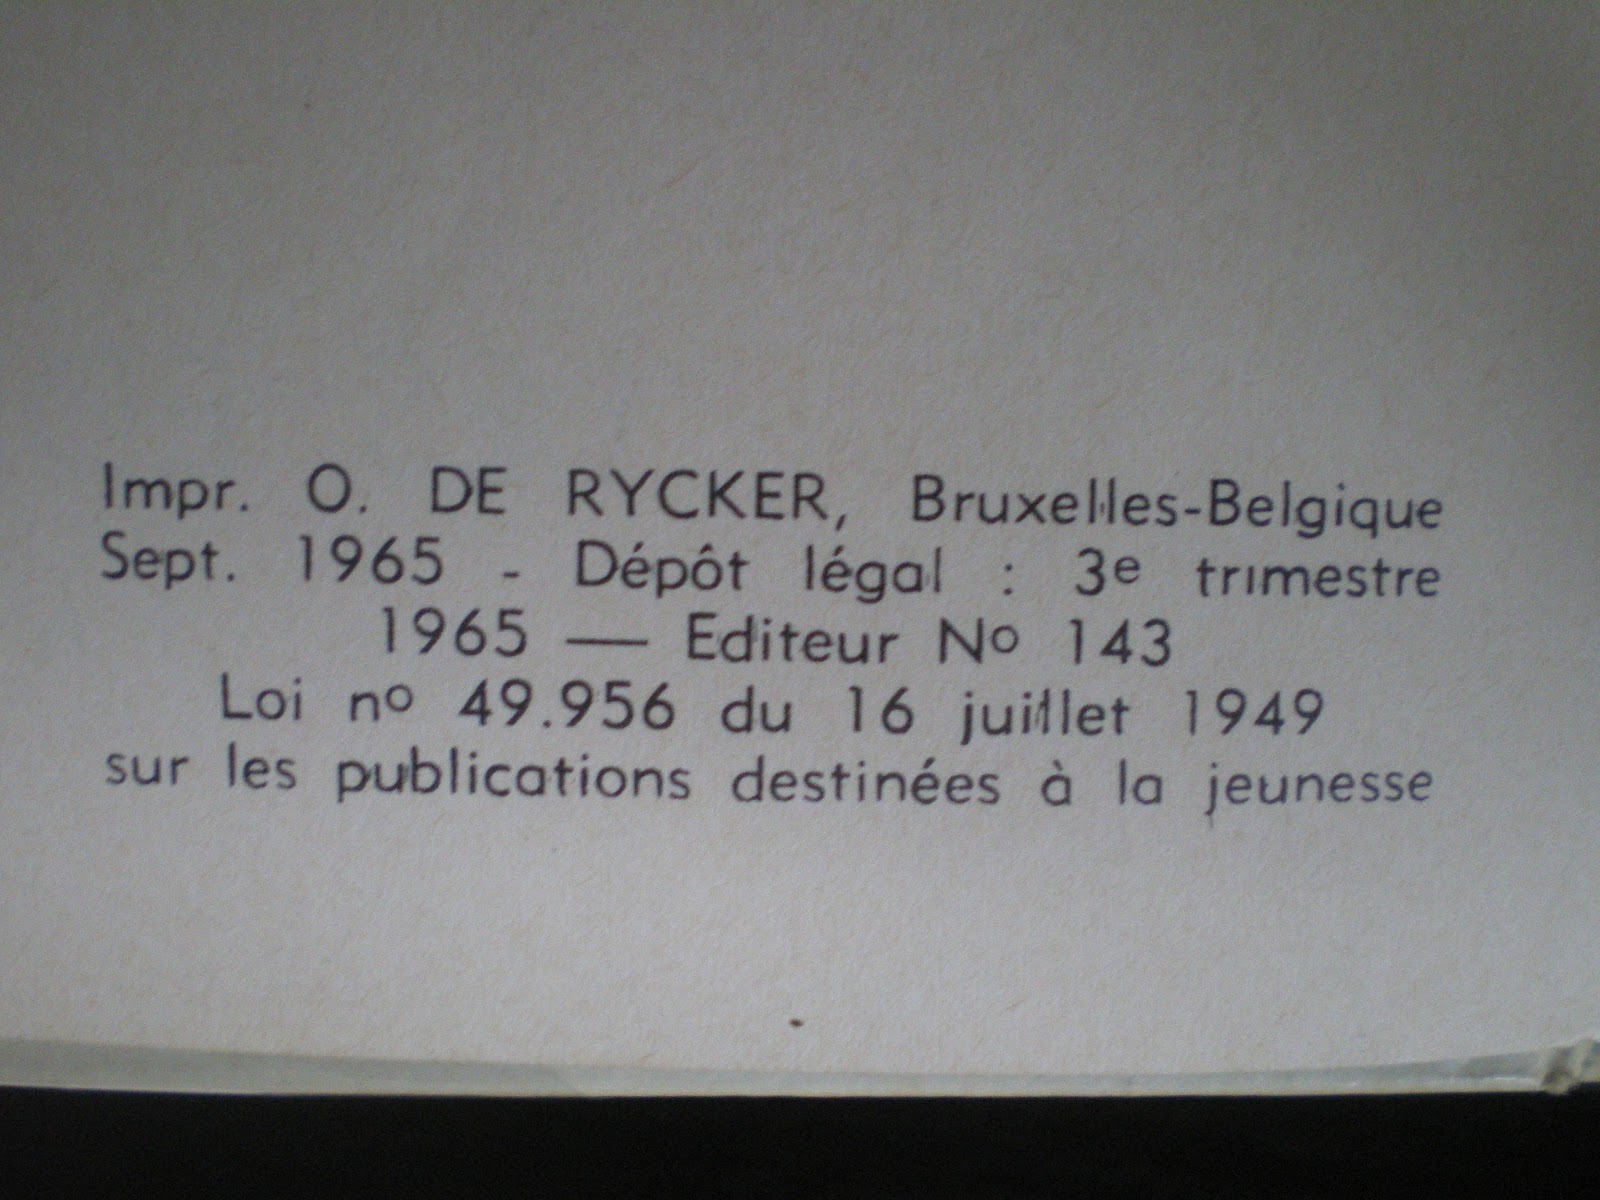 Impr. O. DE RYCKER, Bruxelles-Belgique
Sept. 1965 - Dépôt légal : 3e trimestre
1965 — Editeur No 143
Loi no 49.956 du 16 juillet 1949
sur les publications destinées à la jeunesse